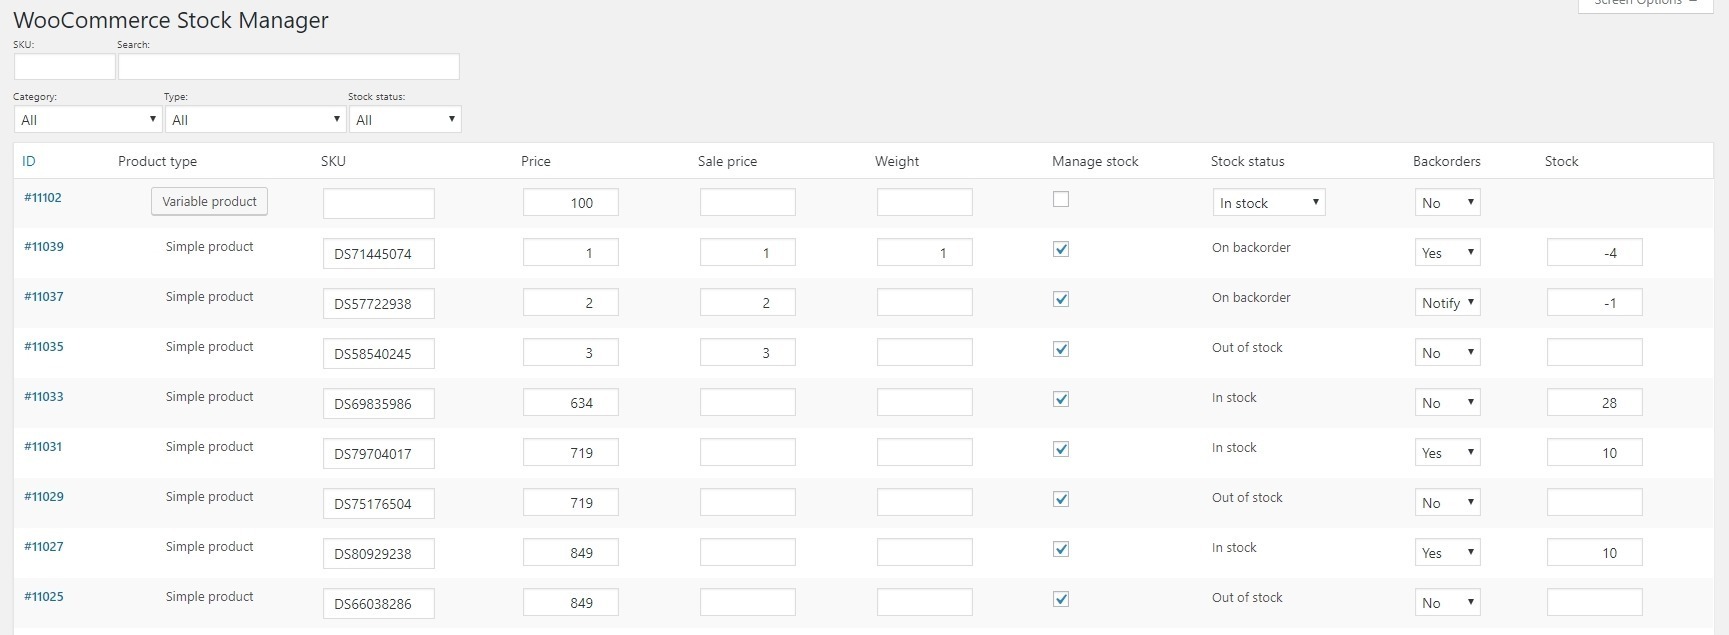 Screen Options
WooCommerce Stock Manager
SKU: Search:
Category: Type: Stock status:
All All All
ID Product type SKU Price Sale price Weight Manage stock Stock status Backorders Stock
#11102 Variable product 100 In stock No
#11039 Simple product DS71445074 1 1 1 On backorder Yes -4
#11037 Simple product DS57722938 2 2 On backorder Notify -1
#11035 Simple product DS58540245 3 3 Out of stock No
#11033 Simple product DS69835986 634 In stock No 28
#11031 Simple product DS79704017 719 In stock Yes 10
#11029 Simple product DS75176504 719 Out of stock No
#11027 Simple product DS80929238 849 In stock Yes 10
#11025 Simple product DS66038286 849 Out of stock No